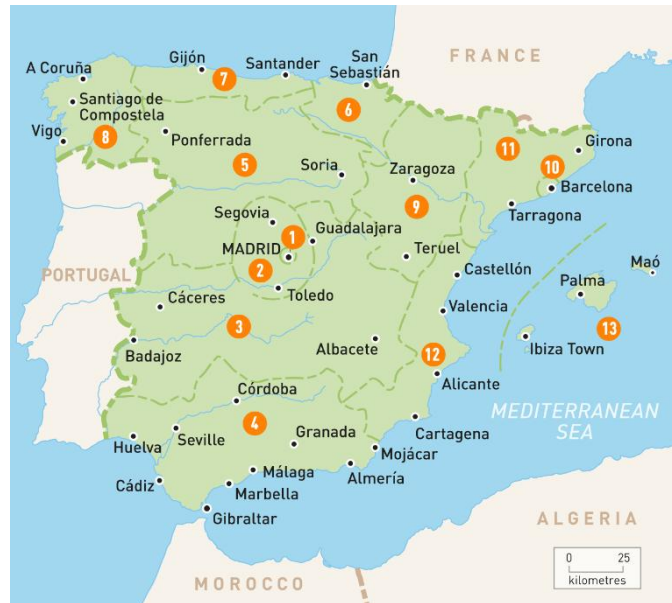 FRANCE
Gijón
Santander
San
Sebastián
A Coruña
7
Santiago de
Compostela
6
Vigo
8
Ponferrada
11
Girona
5
Soria
Zaragoza
10
Barcelona
9
Tarragona
Segovia
1
Guadalajara
MADRID
2
Teruel
PORTUGAL
Toledo
Castellón
Maó
Palma
Cáceres
3
Valencia
13
Badajoz
Albacete
12
Ibiza Town
Alicante
Córdoba
4
MEDITERRANEAN
SEA
Huelva
Seville
Granada
Cartagena
Mojácar
Cádiz
Málaga
Almería
Marbella
Gibraltar
ALGERIA
0 25
kilometres
MOROCCO